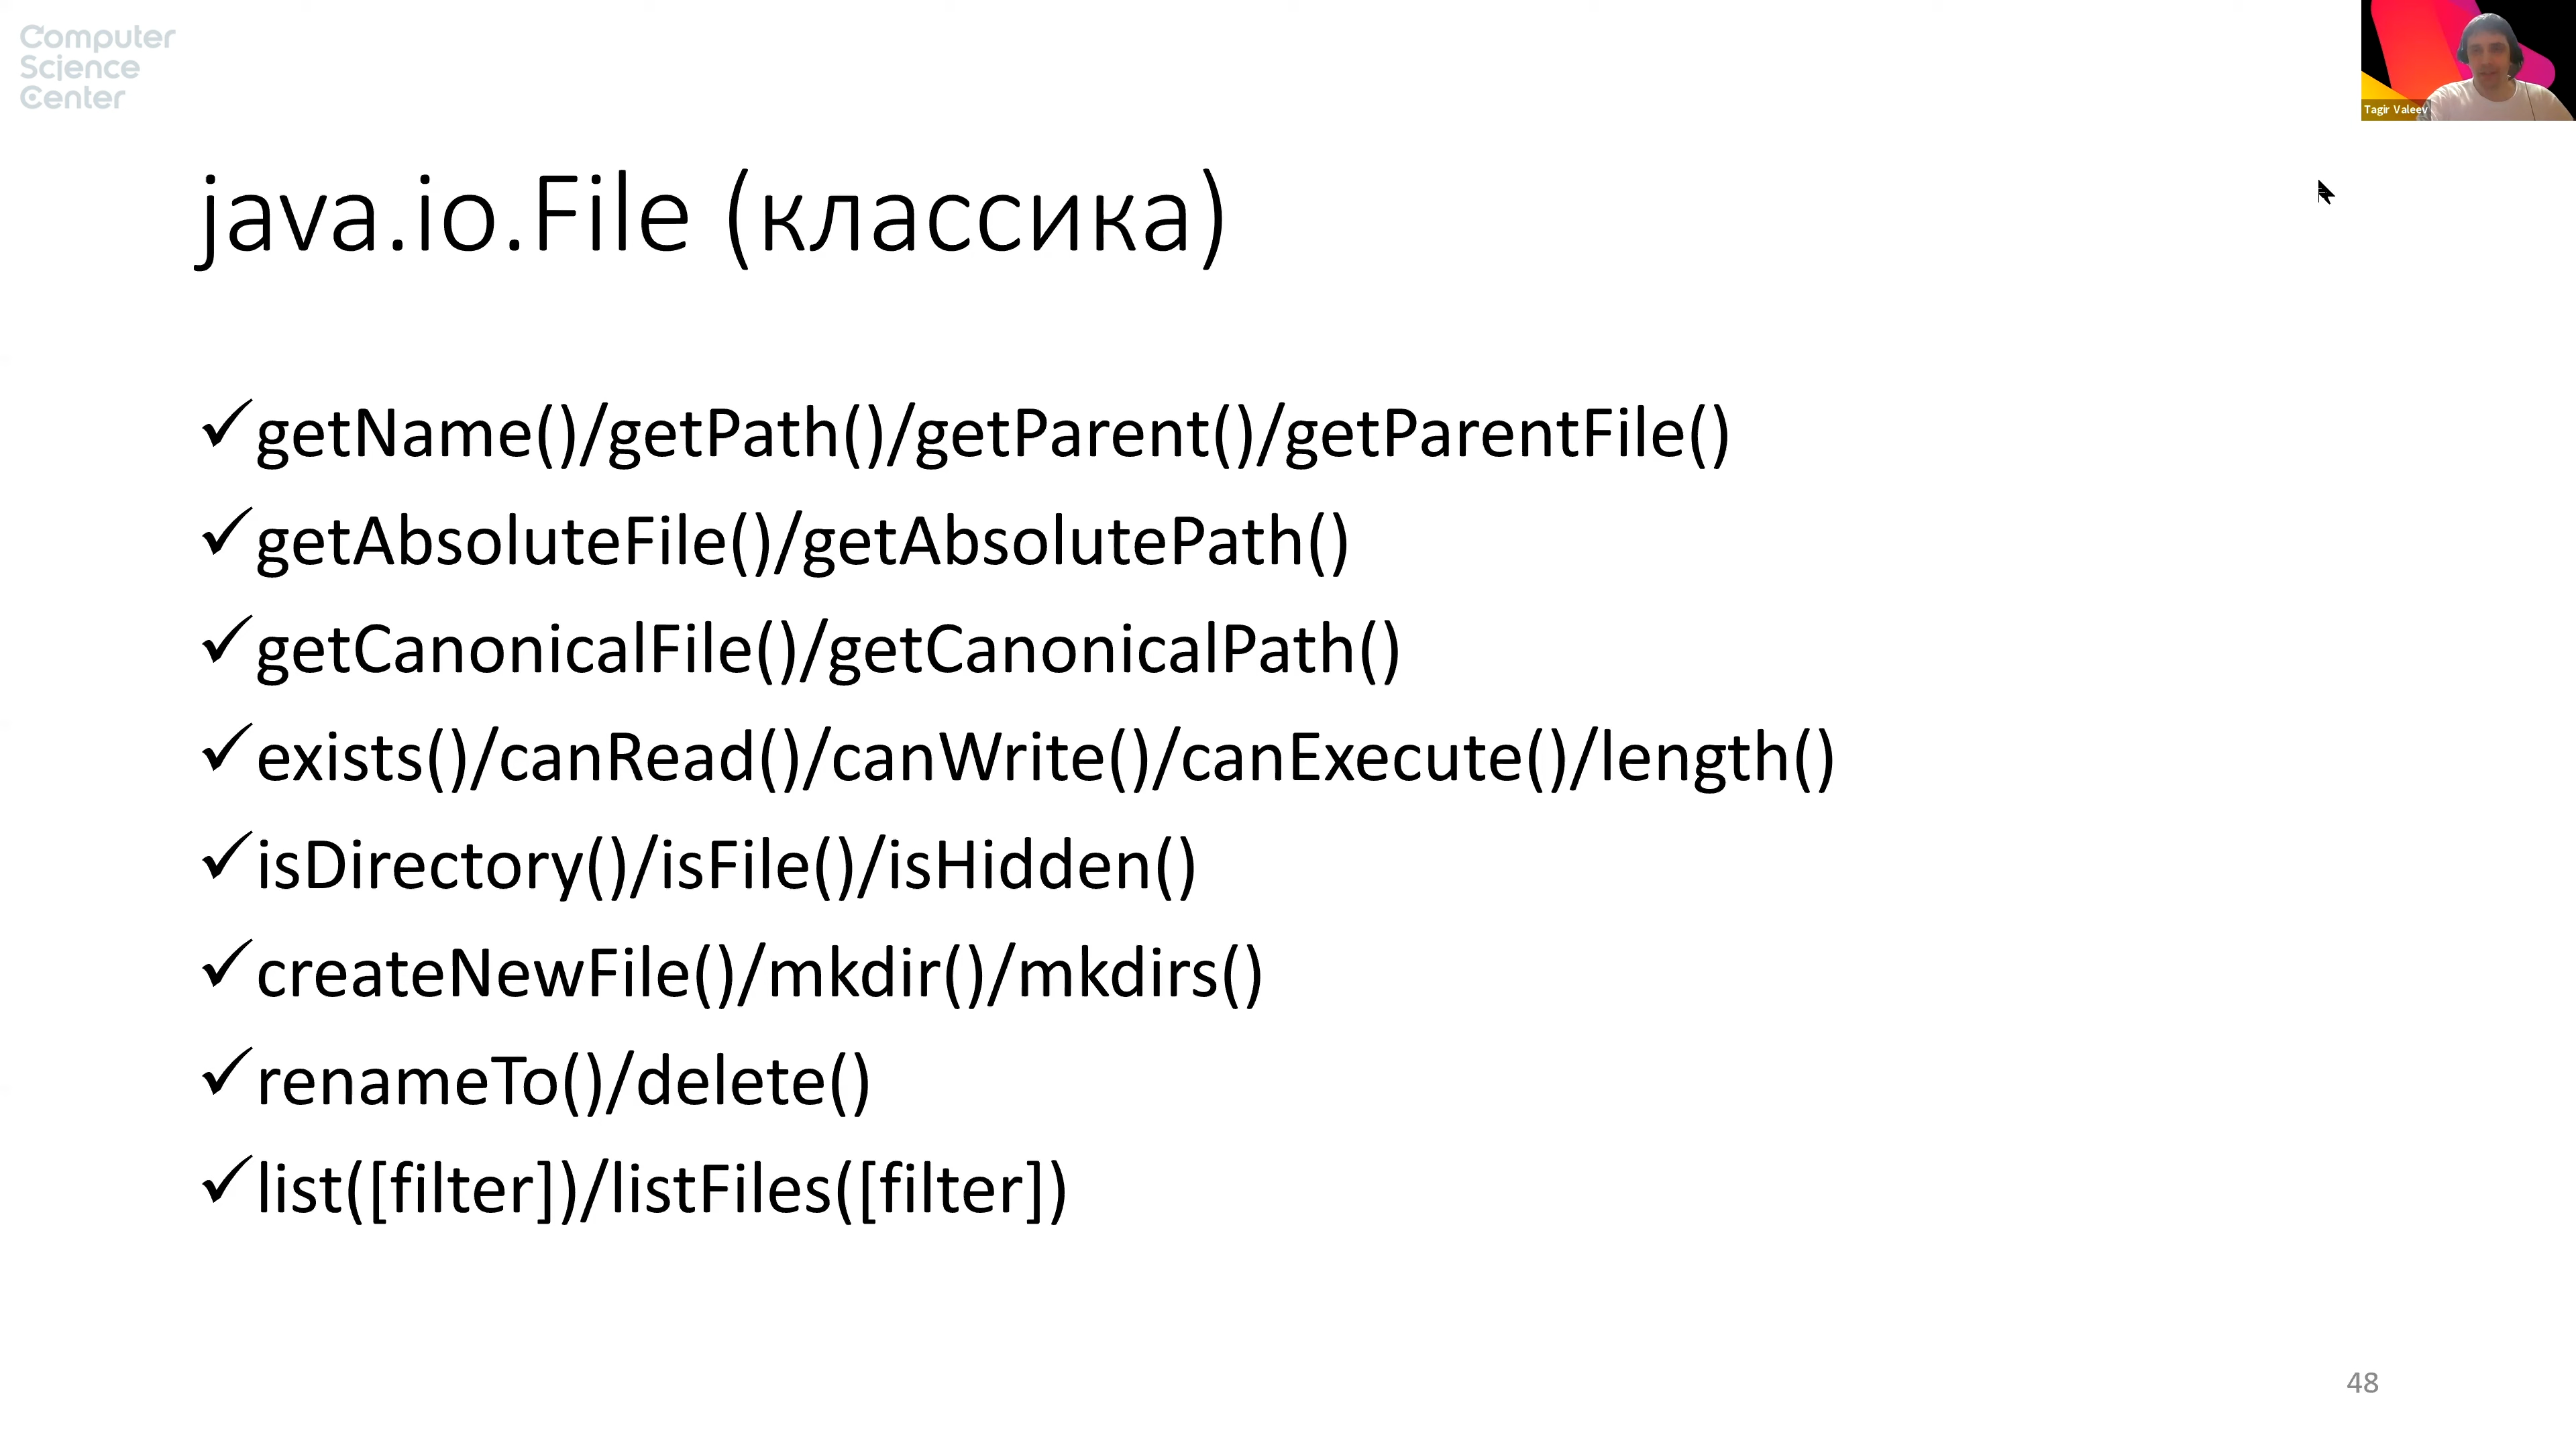 Computer
Science
Center
Tagir Valeev
java.io.File (классика)
✓getName()/getPath()/getParent()/getParentFile()
✓getAbsoluteFile()/getAbsolutePath()
✓getCanonicalFile()/getCanonicalPath()
✓exists()/canRead()/canWrite()/canExecute()/length()
✓isDirectory()/isFile()/isHidden()
✓createNewFile()/mkdir()/mkdirs()
✓renameTo()/delete()
✓list([filter])/listFiles([filter])
48